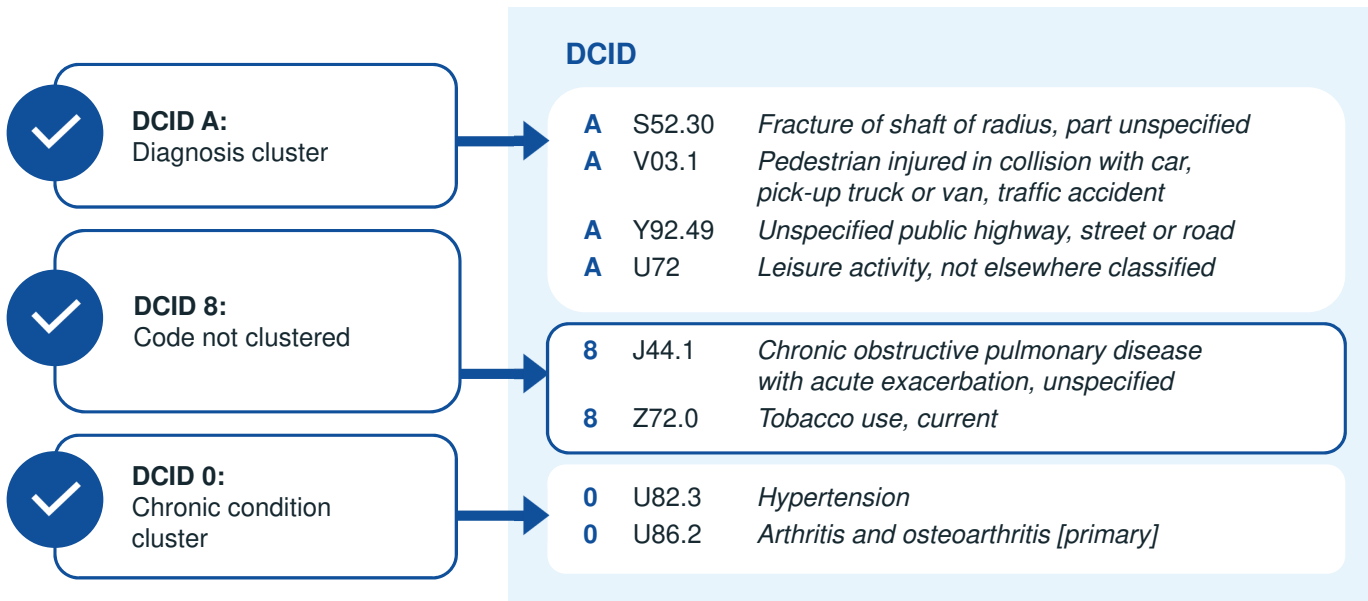 DCID
DCID A:
Diagnosis cluster
A S52.30 Fracture of shaft of radius, part unspecified
A V03.1 Pedestrian injured in collision with car,
pick-up truck or van, traffic accident
A Y92.49 Unspecified public highway, street or road
A U72 Leisure activity, not elsewhere classified
DCID 8:
Code not clustered
8 J44.1 Chronic obstructive pulmonary disease
with acute exacerbation, unspecified
8 Z72.0 Tobacco use, current
DCID 0:
Chronic condition
cluster
0 U82.3 Hypertension
0 U86.2 Arthritis and osteoarthritis [primary]